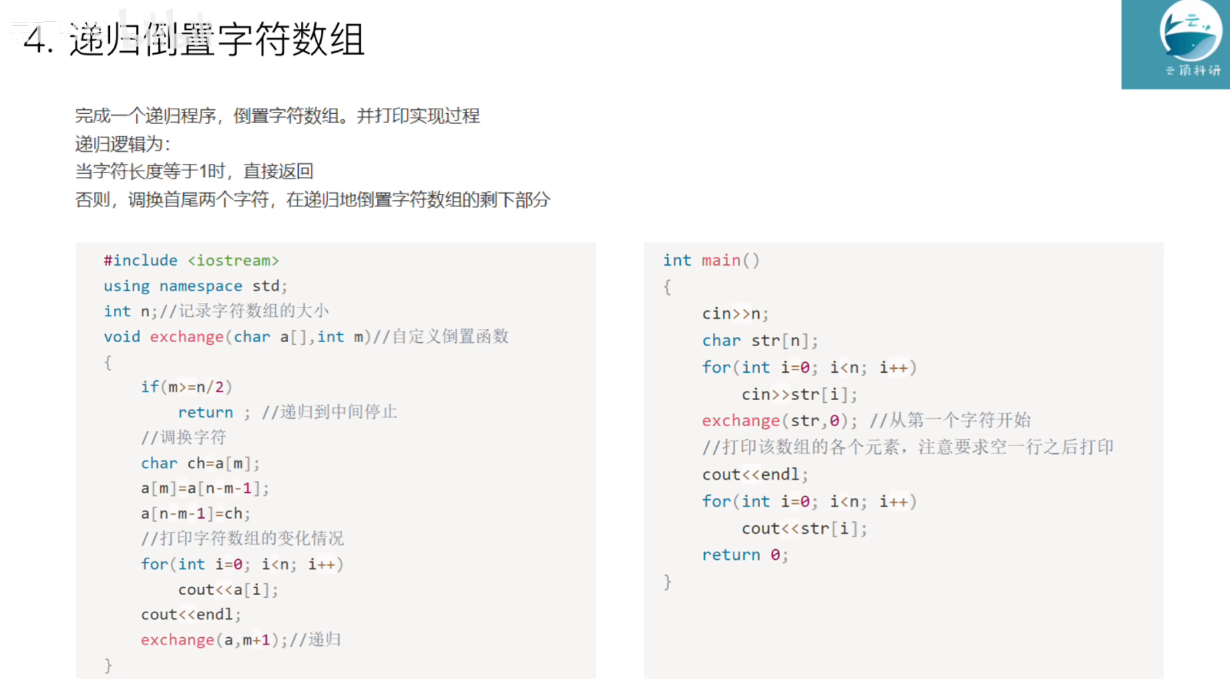 4. 递归倒置字符数组
云顶科研
完成一个递归程序，倒置字符数组。并打印实现过程
递归逻辑为：
当字符长度等于1时，直接返回
否则，调换首尾两个字符，在递归地倒置字符数组的剩下部分
#include <iostream>
using namespace std;
int n;//记录字符数组的大小
void exchange(char a[],int m)//自定义倒置函数
{
if(m>=n/2)
return ; //递归到中间停止
//调换字符
char ch=a[m];
a[m]=a[n-m-1];
a[n-m-1]=ch;
//打印字符数组的变化情况
for(int i=0; i<n; i++)
cout<<a[i];
cout<<endl;
exchange(a,m+1);//递归
}
int main()
{
cin>>n;
char str[n];
for(int i=0; i<n; i++)
cin>>str[i];
exchange(str,0); //从第一个字符开始
//打印该数组的各个元素，注意要求空一行之后打印
cout<<endl;
for(int i=0; i<n; i++)
cout<<str[i];
return 0;
}